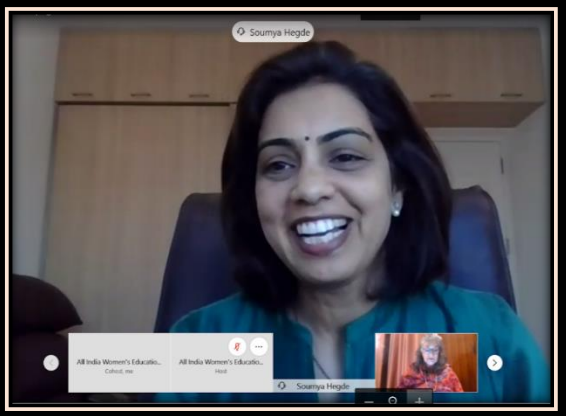 Soumya Hegde
All India Women's Educatio...
Cohost, me
All India Women's Educatio...
Host
Soumya Hegde